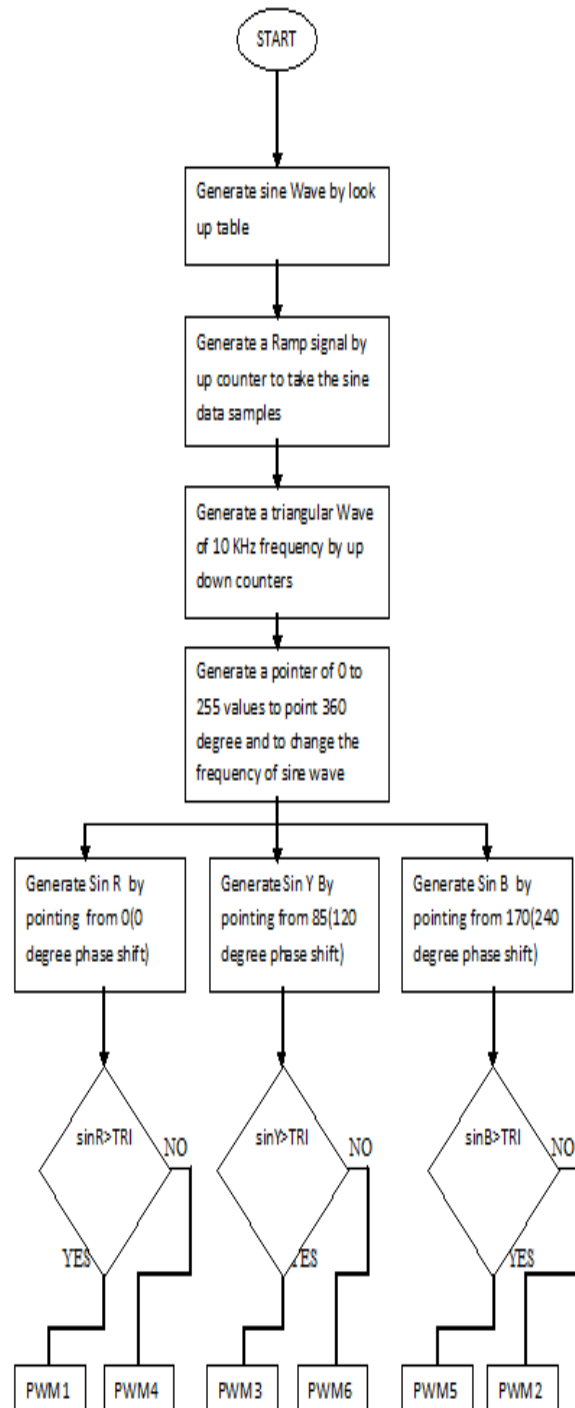 START
Generate sine Wave by look
up table
Generate a Ramp signal by
up counter to take the sine
data samples
Generate a triangular Wave
of 10 KHz frequency by up
down counters
Generate a pointer of 0 to
255 values to point 360
degree and to change the
frequency of sine wave
Generate Sin R by
pointing from 0(0
degree phase shift)
Generate Sin Y By
pointing from 85(120
degree phase shift)
Generate Sin B by
pointing from 170(240
degree phase shift)
sinR>TRI
NO
YES
sinY>TRI
NO
YES
sinB>TRI
NO
YES
PWM1
PWM4
PWM3
PWM6
PWM5
PWM2